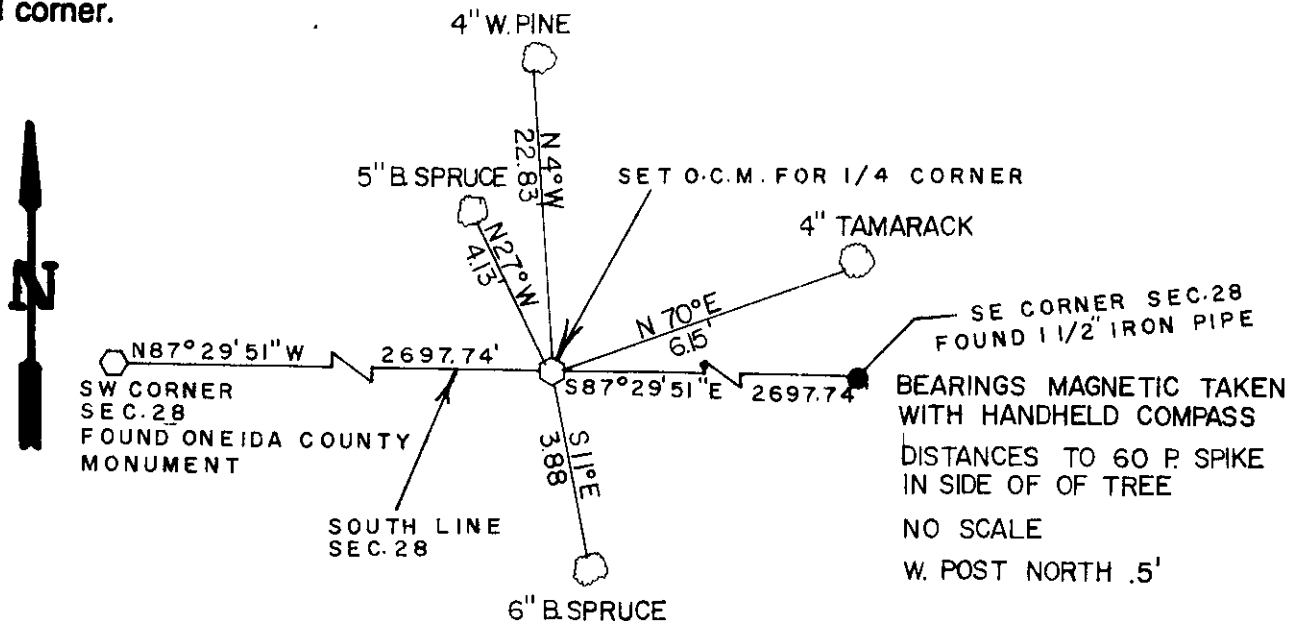 corner.
4" W. PINE
N 4° W
22.83
5" B. SPRUCE
N27°W
4.13'
SET O.C.M. FOR 1/4 CORNER
4" TAMARACK
N 70°E
6.15'
N
SE CORNER SEC.28
FOUND 1 1/2" IRON PIPE
N87°29'51"W
2697.74'
S87°29'51"E
2697.74'
SW CORNER
SEC.28
FOUND ONEIDA COUNTY
MONUMENT
BEARINGS MAGNETIC TAKEN
WITH HANDHELD COMPASS
DISTANCES TO 60 P. SPIKE
IN SIDE OF OF TREE
NO SCALE
W. POST NORTH .5'
S 11°E
3.88
SOUTH LINE
SEC.28
6" B. SPRUCE